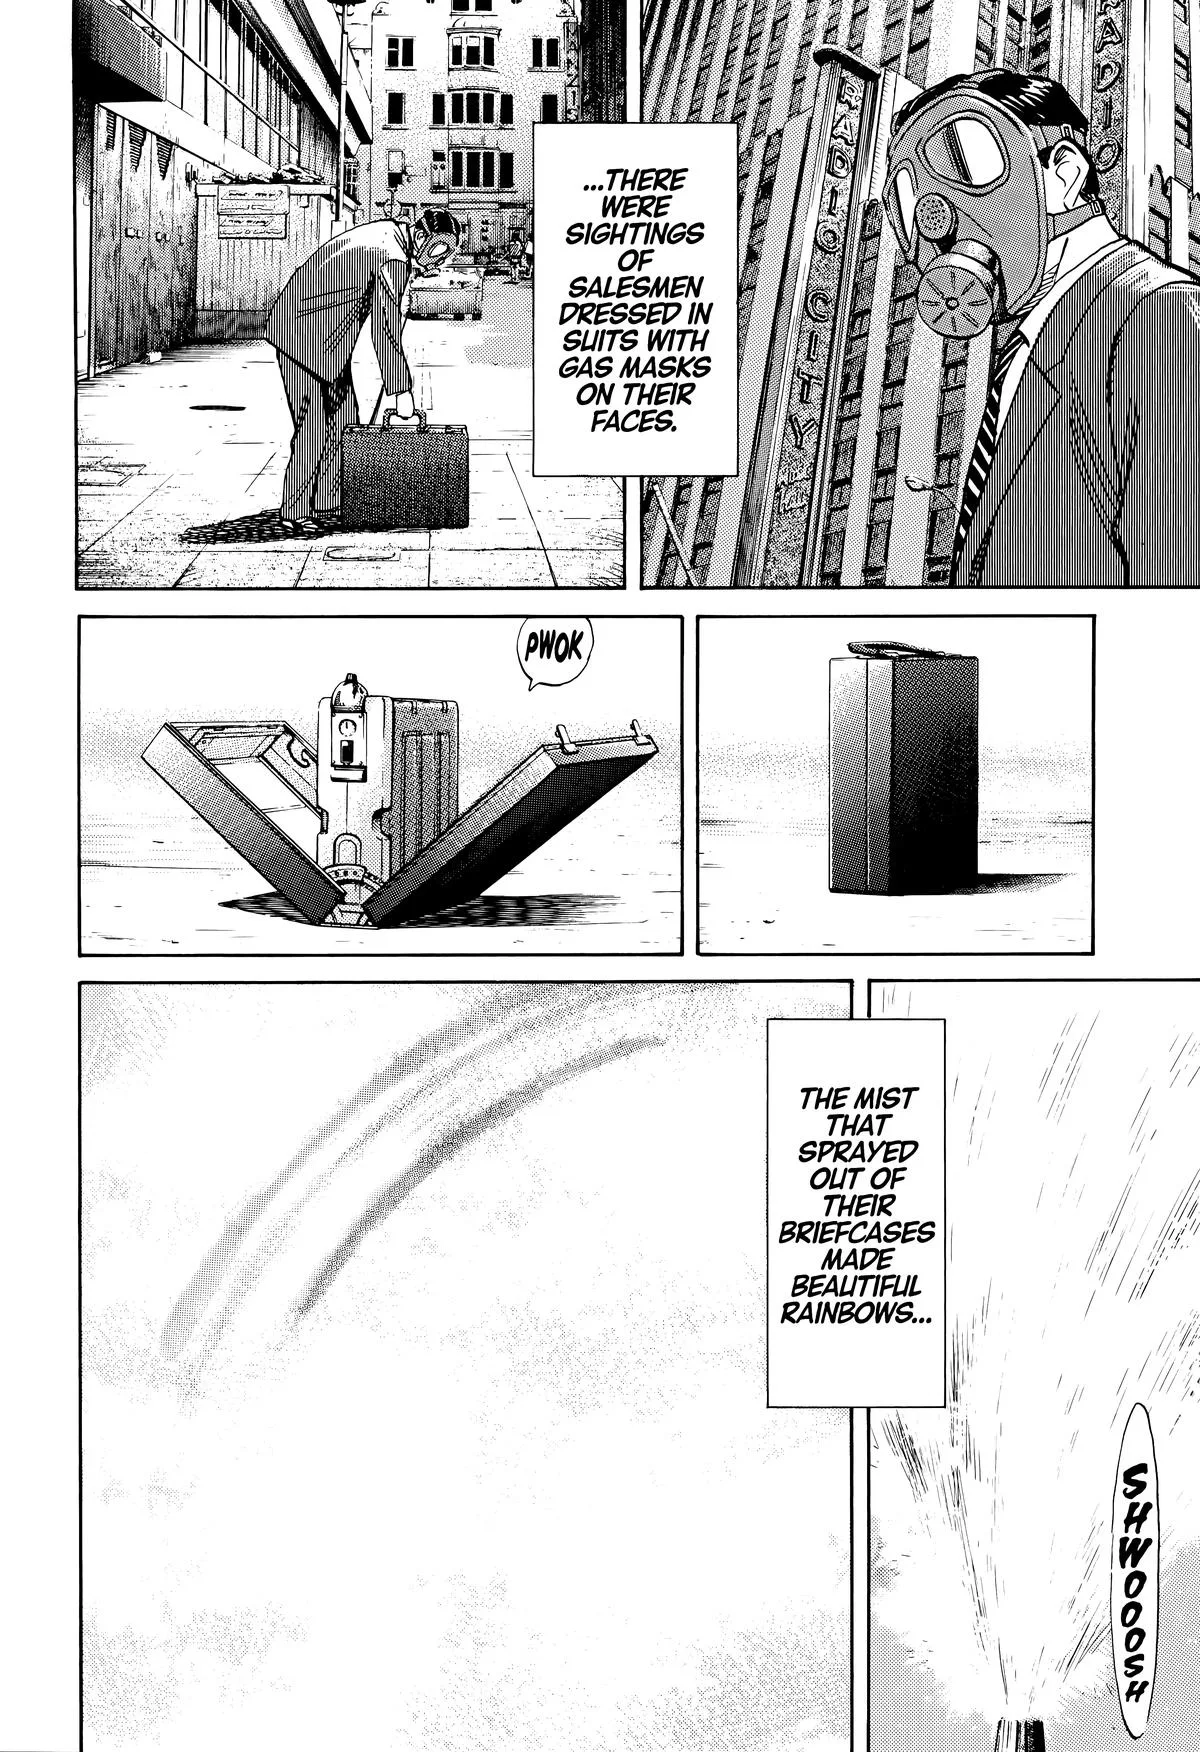 RADIO
RADIO CITY
...THERE
WERE
SIGHTINGS
OF
SALESMEN
DRESSED IN
SUITS WITH
GAS MASKS
ON THEIR
FACES.
PWOK
THE MIST
THAT
SPRAYED
OUT OF
THEIR
BRIEFCASES
MADE
BEAUTIFUL
RAINBOWS...
SHWOOOSH